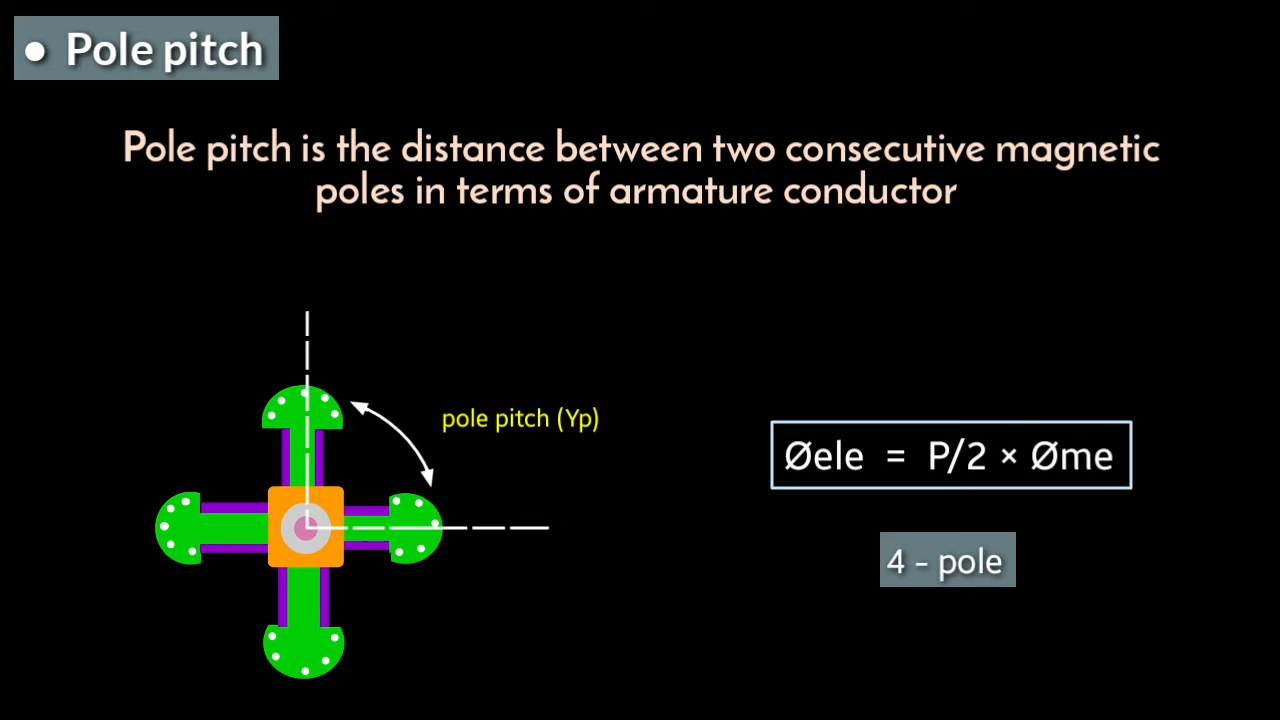 • Pole pitch
Pole pitch is the distance between two consecutive magnetic
poles in terms of armature conductor
pole pitch (Yp)
Øele = P/2 × Øme
4 - pole